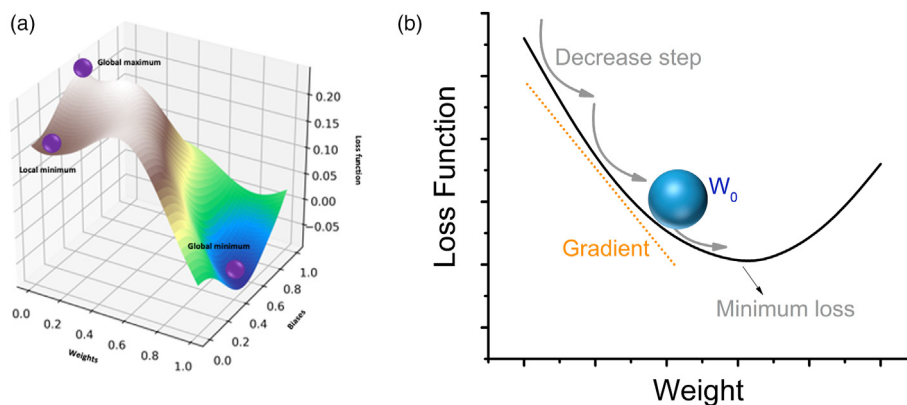 (a)
Global maximum
Local minimum
Global minimum
0.20
0.15
0.10
0.05
0.00
−0.05
Loss function
0.0
0.2
0.4
0.6
0.8
1.0
Weights
0.0
0.2
0.4
0.6
0.8
1.0
Biases
(b)
Decrease step
W0
Gradient
Minimum loss
Loss Function
Weight